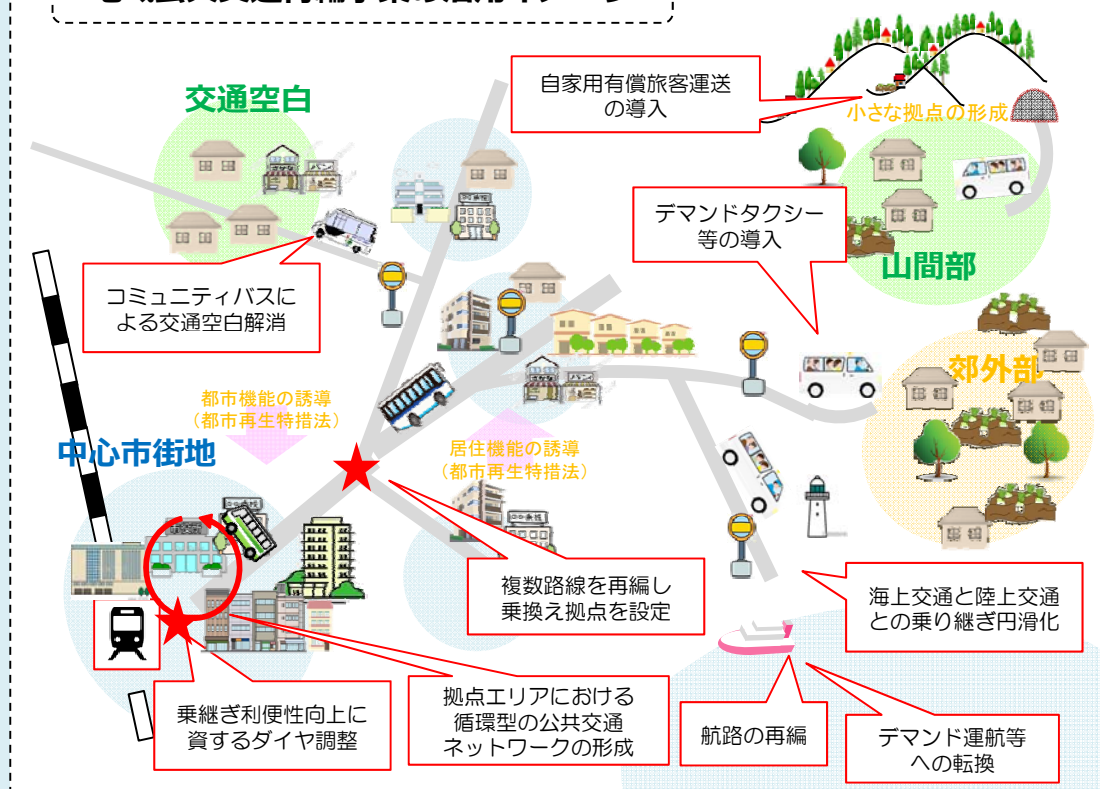 交通空白
自家用有償旅客運送
の導入
小さな拠点の形成
デマンドタクシー
等の導入
山間部
コミュニティバスに
よる交通空白解消
郊外部
都市機能の誘導
（都市再生特措法）
中心市街地
居住機能の誘導
（都市再生特措法）
複数路線を再編し
乗換え拠点を設定
海上交通と陸上交通
との乗り継ぎ円滑化
乗継ぎ利便性向上に
資するダイヤ調整
拠点エリアにおける
循環型の公共交通
ネットワークの形成
航路の再編
デマンド運航等
への転換